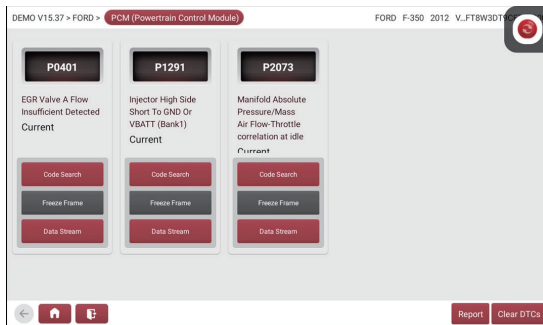 DEMO V15.37 > FORD > PCM (Powertrain Control Module)
FORD F-350 2012 V...FT8W3DT9C
P0401
EGR Valve A Flow
Insufficient Detected
Current
Code Search
Freeze Frame
Data Stream
P1291
Injector High Side
Short To GND Or
VBATT (Bank1)
Current
Code Search
Freeze Frame
Data Stream
P2073
Manifold Absolute
Pressure/Mass
Air Flow-Throttle
correlation at idle
Current
Code Search
Freeze Frame
Data Stream
Report
Clear DTCs